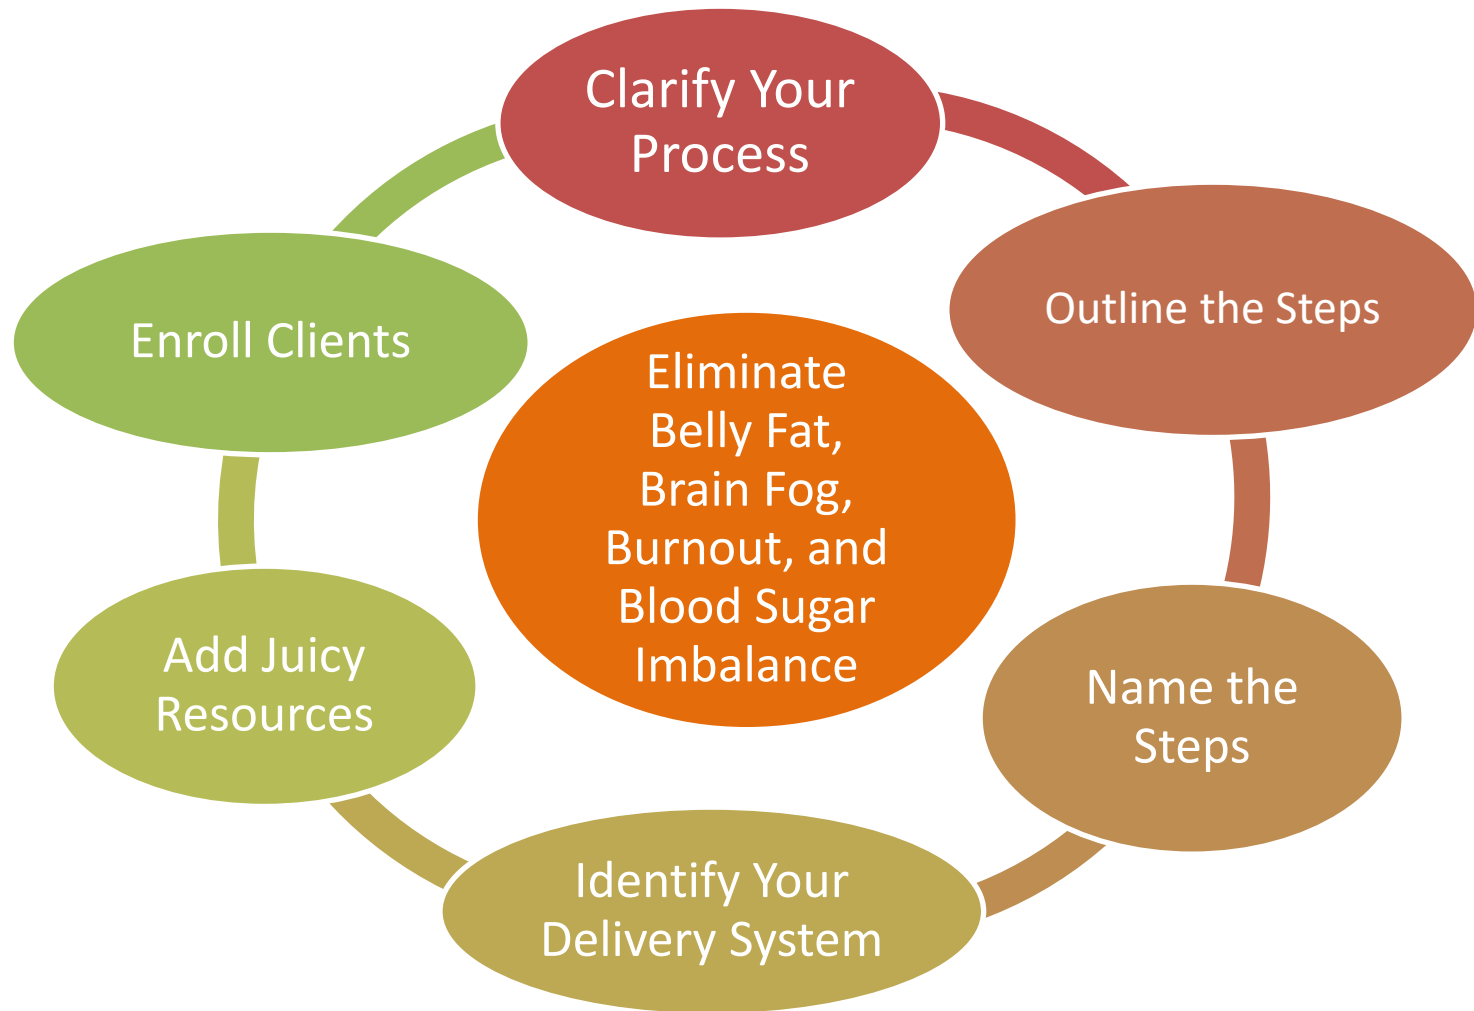 Clarify Your
Process
Outline the Steps
Name the
Steps
Identify Your
Delivery System
Add Juicy
Resources
Enroll Clients
Eliminate
Belly Fat,
Brain Fog,
Burnout, and
Blood Sugar
Imbalance